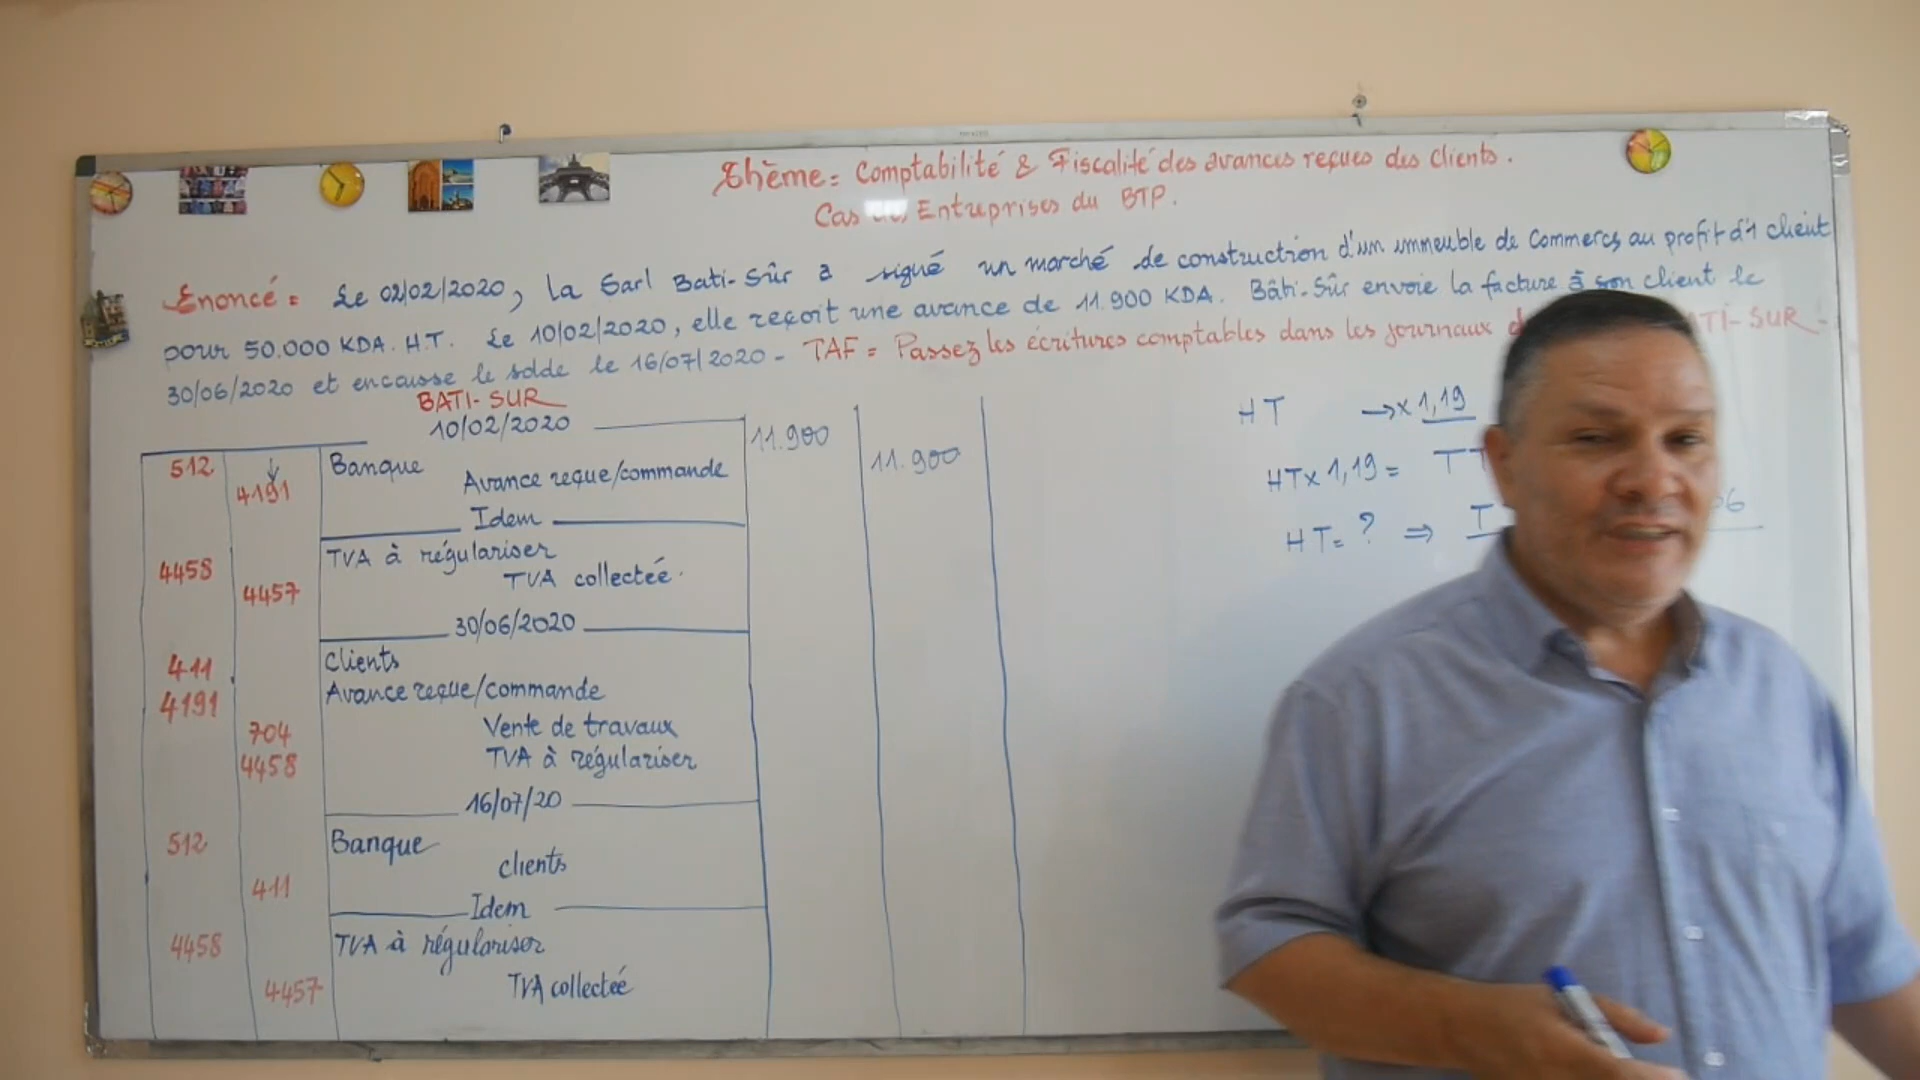 Thème = Comptabilité & Fiscalité des avances reçues des clients.
Cas Entreprises du BTP.
Enoncé = Le 02/02/2020, la Sarl Bati-Sûr a signé un marché de construction d'un immeuble de Commerces au profit d'1 client
pour 50.000 KDA. H.T. Le 10/02/2020, elle reçoit une avance de 11.900 KDA. Bâti-Sûr envoie la facture à son client le
30/06/2020 et encaisse le solde le 16/07/2020 - TAF = Passez les écritures comptables dans les journaux ATI-SUR-
BATI-SUR
10/02/2020
512 Banque 11.900
4191 Avance reçue/commande 11.900
Idem
4458 TVA à régulariser
4457 TVA collectée.
30/06/2020
411 Clients
4191 Avance reçue/commande
704 Vente de travaux
4458 TVA à régulariser
16/07/20
512 Banque
411 clients
Idem
4458 TVA à régulariser
4457 TVA collectée
HT → x 1,19
HT x 1,19 =
HT = ? ⇒